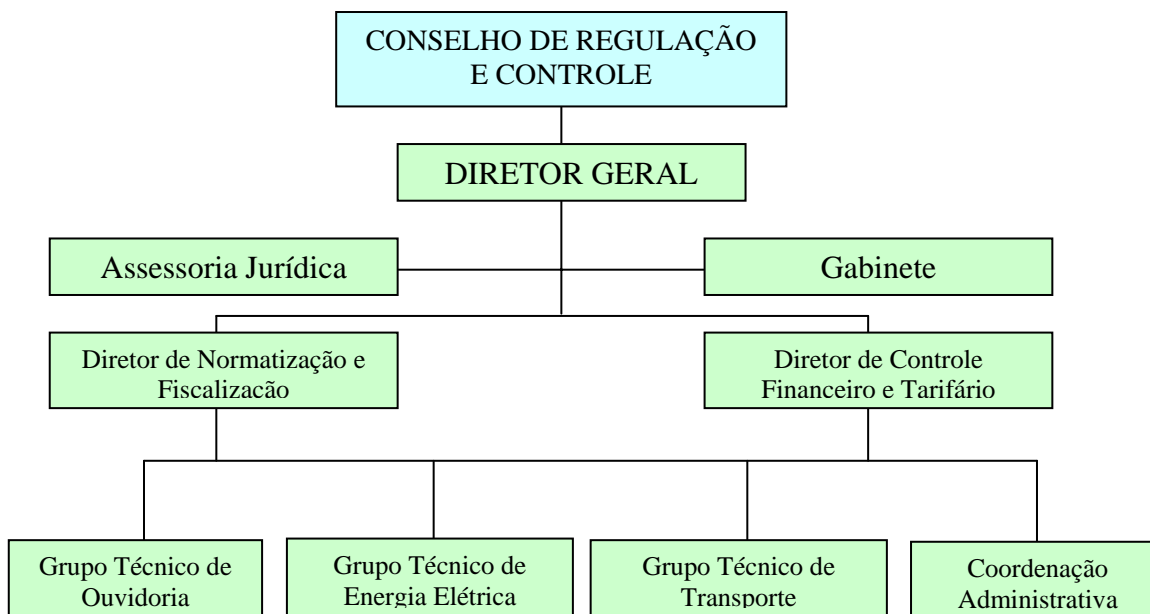 CONSELHO DE REGULAÇÃO
E CONTROLE
DIRETOR GERAL
Assessoria Jurídica
Gabinete
Diretor de Normatização e
Fiscalizacão
Diretor de Controle
Financeiro e Tarifário
Grupo Técnico de
Ouvidoria
Grupo Técnico de
Energia Elétrica
Grupo Técnico de
Transporte
Coordenação
Administrativa